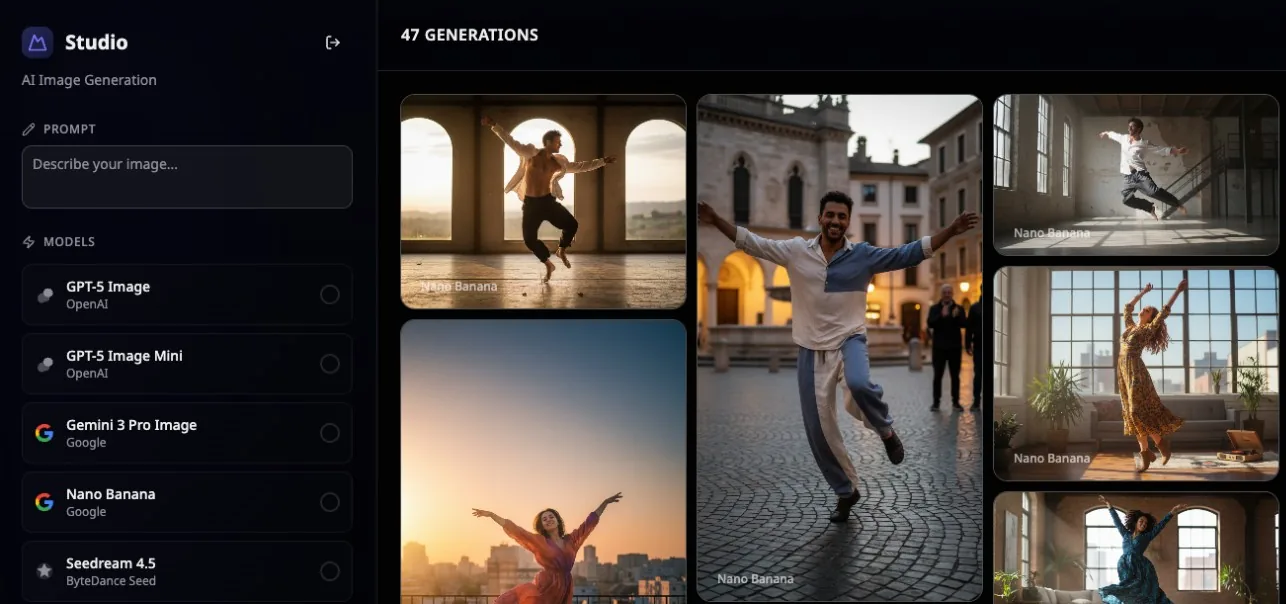 Studio
AI Image Generation
PROMPT
Describe your image...
MODELS
GPT-5 Image
OpenAI
GPT-5 Image Mini
OpenAI
Gemini 3 Pro Image
Google
Nano Banana
Google
Seedream 4.5
ByteDance Seed
47 GENERATIONS
Nano Banana
Nano Banana
Nano Banana
Nano Banana